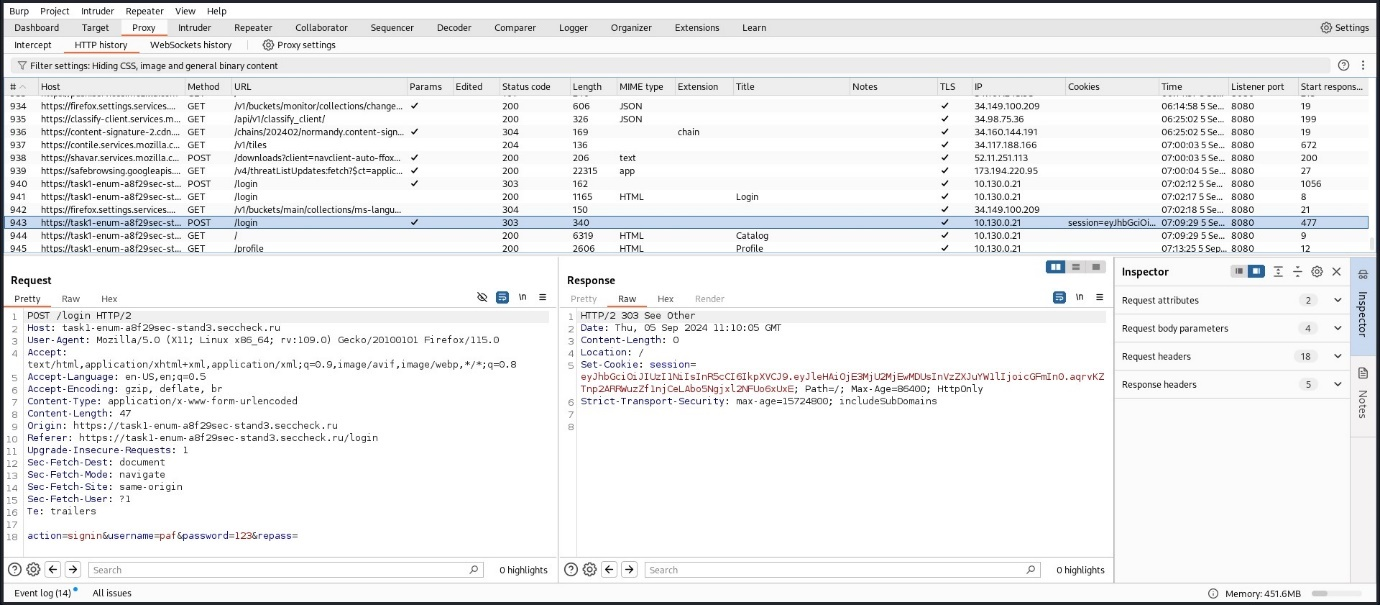 Burp Project Intruder Repeater View Help
Dashboard Target Proxy Intruder Repeater Collaborator Sequencer Decoder Comparer Logger Organizer Extensions Learn Settings
Intercept HTTP history WebSockets history Proxy settings
Filter settings: Hiding CSS, image and general binary content
# Host Method URL Params Edited Status code Length MIME type Extension Title Notes TLS IP Cookies Time Listener port Start respons...
934 https://firefox.settings.services.... GET /v1/buckets/monitor/collections/change... ✓ 200 606 JSON ✓ 34.149.100.209 06:14:58 5 Se... 8080 19
935 https://classify-client.services.m... GET /api/v1/classify_client/ 200 326 JSON ✓ 34.98.75.36 06:25:02 5 Se... 8080 199
936 https://content-signature-2.cdn.... GET /chains/202402/normandy.content-sign... ✓ 304 169 chain ✓ 34.160.144.191 06:25:02 5 Se... 8080 19
937 https://contile.services.mozilla.c... GET /v1/tiles 204 136 ✓ 34.117.188.166 07:00:03 5 Se... 8080 672
938 https://shavar.services.mozilla.c... POST /downloads?client=navclient-auto-ffox... ✓ 200 206 text ✓ 52.11.251.113 07:00:03 5 Se... 8080 200
939 https://safebrowsing.googleapis.... GET /v4/threatListUpdates:fetch?$ct=applic... ✓ 200 22315 app ✓ 173.194.220.95 07:00:04 5 Se... 8080 27
940 https://task1-enum-a8f29sec-st... POST /login ✓ 303 162 ✓ 10.130.0.21 07:02:12 5 Se... 8080 1056
941 https://task1-enum-a8f29sec-st... GET /login 200 1165 HTML Login ✓ 10.130.0.21 07:02:17 5 Se... 8080 8
942 https://firefox.settings.services.... GET /v1/buckets/main/collections/ms-langu... 304 150 ✓ 34.149.100.209 07:02:18 5 Se... 8080 21
943 https://task1-enum-a8f29sec-st... POST /login ✓ 303 340 ✓ 10.130.0.21 session=eyJhbGciOi... 07:09:29 5 Se... 8080 477
944 https://task1-enum-a8f29sec-st... GET / 200 6319 HTML Catalog ✓ 10.130.0.21 07:09:29 5 Se... 8080 9
945 https://task1-enum-a8f29sec-st... GET /profile 200 2606 HTML Profile ✓ 10.130.0.21 07:13:25 5 Sep... 8080 12
Request
Pretty Raw Hex \n
1 POST /login HTTP/2
2 Host: task1-enum-a8f29sec-stand3.seccheck.ru
3 User-Agent: Mozilla/5.0 (X11; Linux x86_64; rv:109.0) Gecko/20100101 Firefox/115.0
4 Accept:
text/html,application/xhtml+xml,application/xml;q=0.9,image/avif,image/webp,*/*;q=0.8
5 Accept-Language: en-US,en;q=0.5
6 Accept-Encoding: gzip, deflate, br
7 Content-Type: application/x-www-form-urlencoded
8 Content-Length: 47
9 Origin: https://task1-enum-a8f29sec-stand3.seccheck.ru
10 Referer: https://task1-enum-a8f29sec-stand3.seccheck.ru/login
11 Upgrade-Insecure-Requests: 1
12 Sec-Fetch-Dest: document
13 Sec-Fetch-Mode: navigate
14 Sec-Fetch-Site: same-origin
15 Sec-Fetch-User: ?1
16 Te: trailers
17
18 action=signin&username=paf&password=123&repass=
Search 0 highlights
Response
Pretty Raw Hex Render \n
1 HTTP/2 303 See Other
2 Date: Thu, 05 Sep 2024 11:10:05 GMT
3 Content-Length: 0
4 Location: /
5 Set-Cookie: session=
eyJhbGciOiJIUzI1NiIsInR5cCI6IkpXVCJ9.eyJleHAiOjE3MjU2MjEwMDUsInVzZXJuYW1lIjoicGFmIn0.aqrvKZ
Tnp2AFRWuzZf1njCeLAbo5Ngjxl2NFUo6xUxE; Path=/; Max-Age=86400; HttpOnly
6 Strict-Transport-Security: max-age=15724800; includeSubDomains
7
8
Search 0 highlights
Inspector
Request attributes 2
Request body parameters 4
Request headers 18
Response headers 5
Inspector
Notes
Event log (14) All issues Memory: 451.6MB